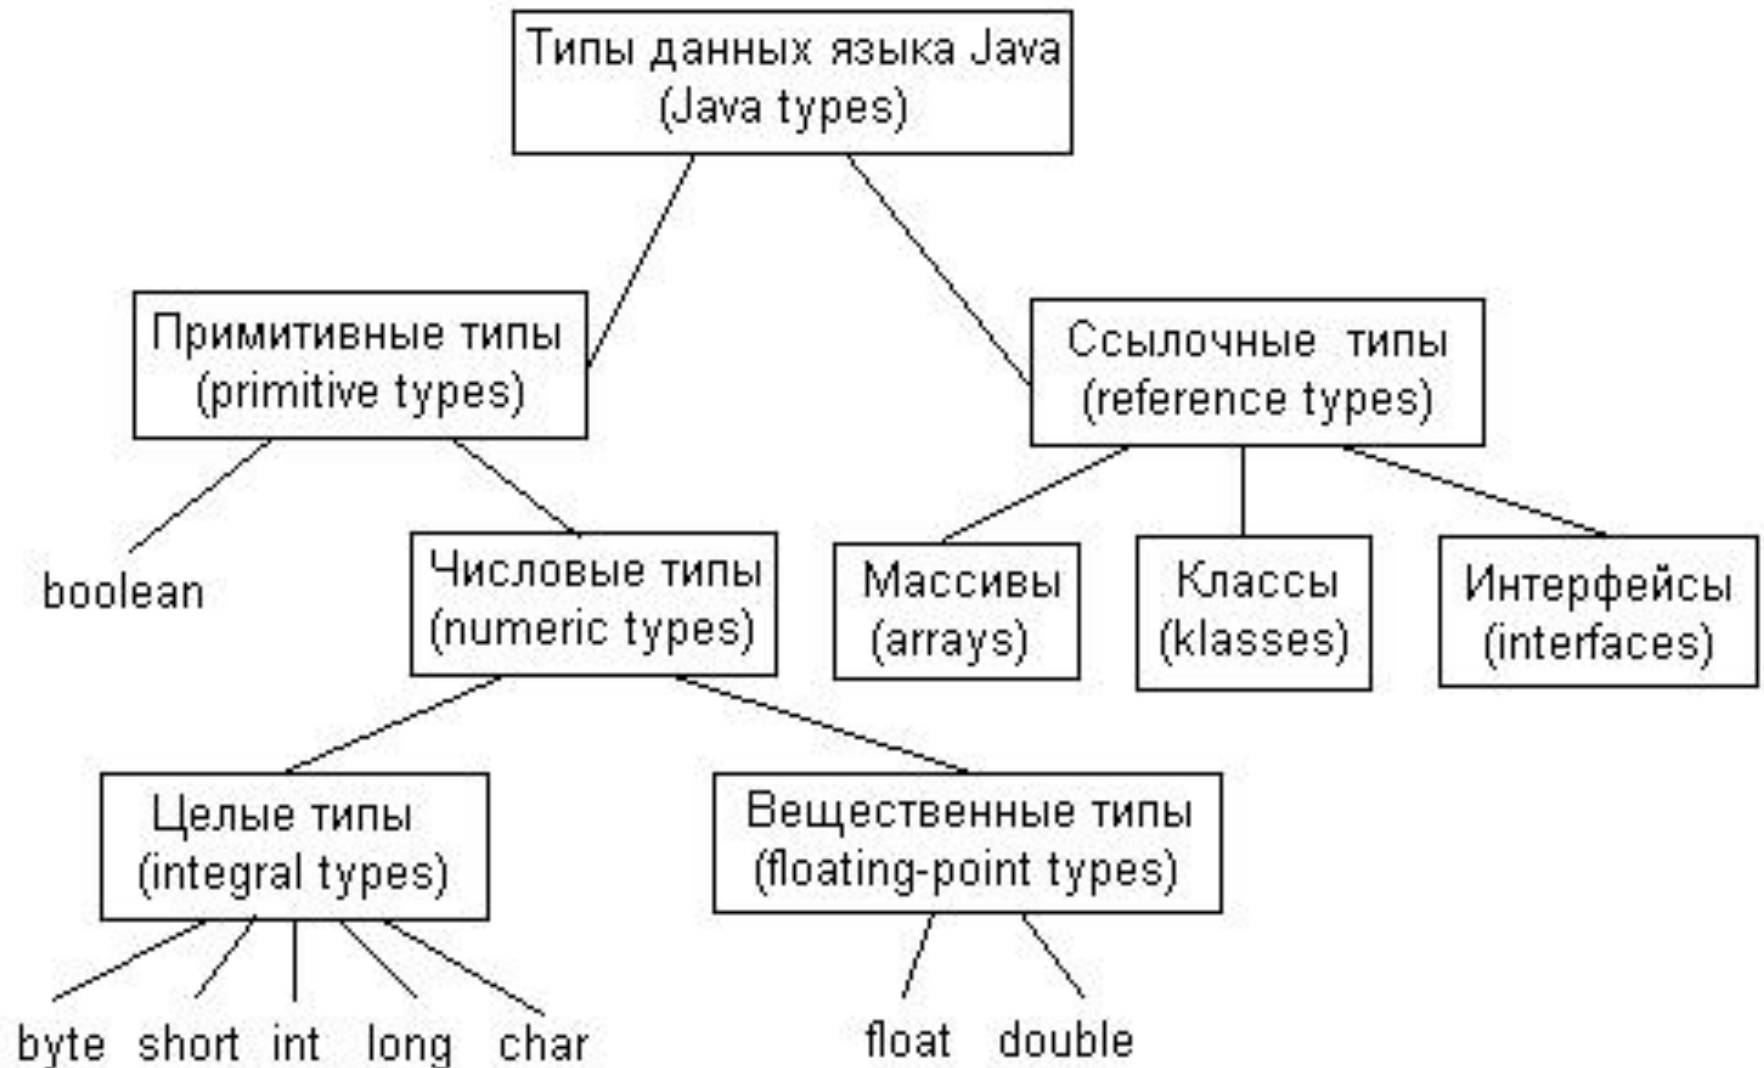 Типы данных языка Java
(Java types)
Примитивные типы
(primitive types)
Ссылочные типы
(reference types)
boolean
Числовые типы
(numeric types)
Массивы
(arrays)
Классы
(klasses)
Интерфейсы
(interfaces)
Целые типы
(integral types)
Вещественные типы
(floating-point types)
byte short int long char
float double